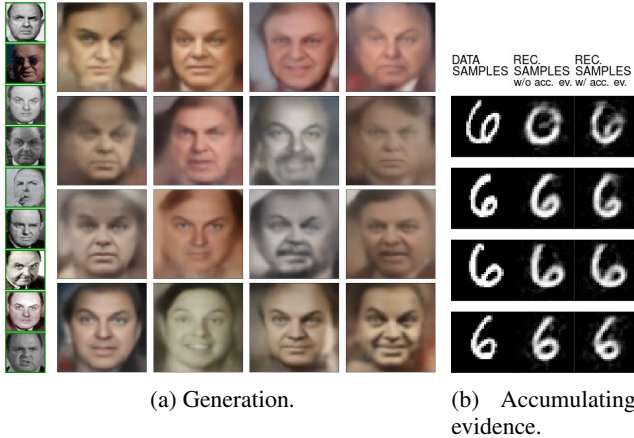 DATA SAMPLES
REC. SAMPLES w/o acc. ev.
REC. SAMPLES w/ acc. ev.
(a) Generation.
(b) Accumulating
evidence.